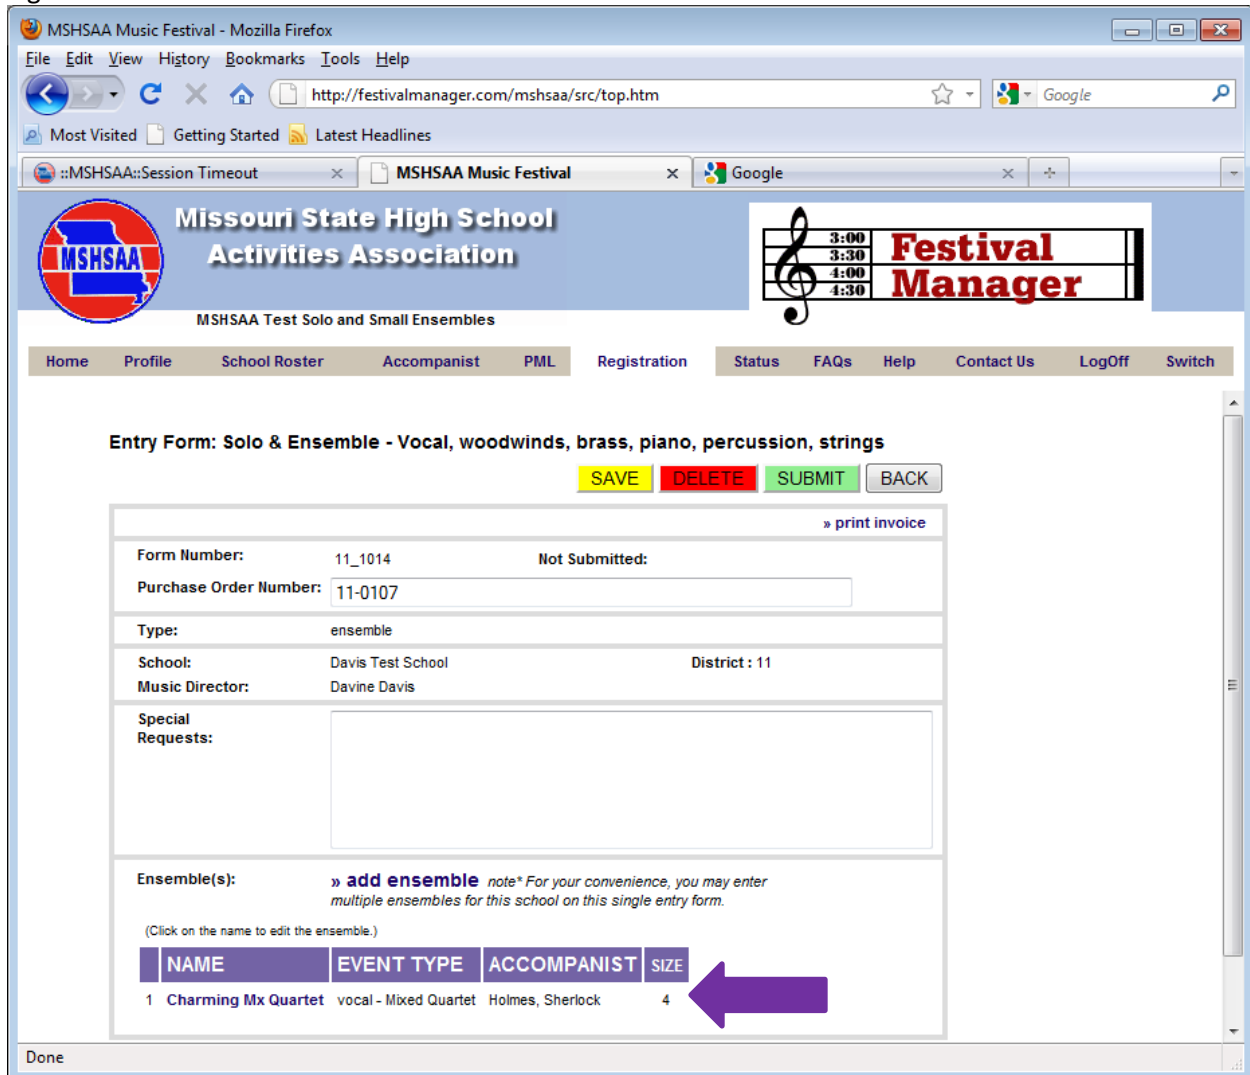 MSHSAA Music Festival - Mozilla Firefox
File Edit View History Bookmarks Tools Help
http://festivalmanager.com/mshsaa/src/top.htm
Google
Most Visited Getting Started Latest Headlines
::MSHSAA::Session Timeout MSHSAA Music Festival Google
Missouri State High School
Activities Association
MSHSAA
3:00
3:30
4:00
4:30
Festival
Manager
MSHSAA Test Solo and Small Ensembles
Home Profile School Roster Accompanist PML Registration Status FAQs Help Contact Us LogOff Switch
Entry Form: Solo & Ensemble - Vocal, woodwinds, brass, piano, percussion, strings
SAVE DELETE SUBMIT BACK
» print invoice
Form Number: 11_1014 Not Submitted:
Purchase Order Number: 11-0107
Type: ensemble
School: Davis Test School District : 11
Music Director: Davine Davis
Special
Requests:
Ensemble(s): » add ensemble note* For your convenience, you may enter
multiple ensembles for this school on this single entry form.
(Click on the name to edit the ensemble.)
NAME EVENT TYPE ACCOMPANIST SIZE
1 Charming Mx Quartet vocal - Mixed Quartet Holmes, Sherlock 4
Done